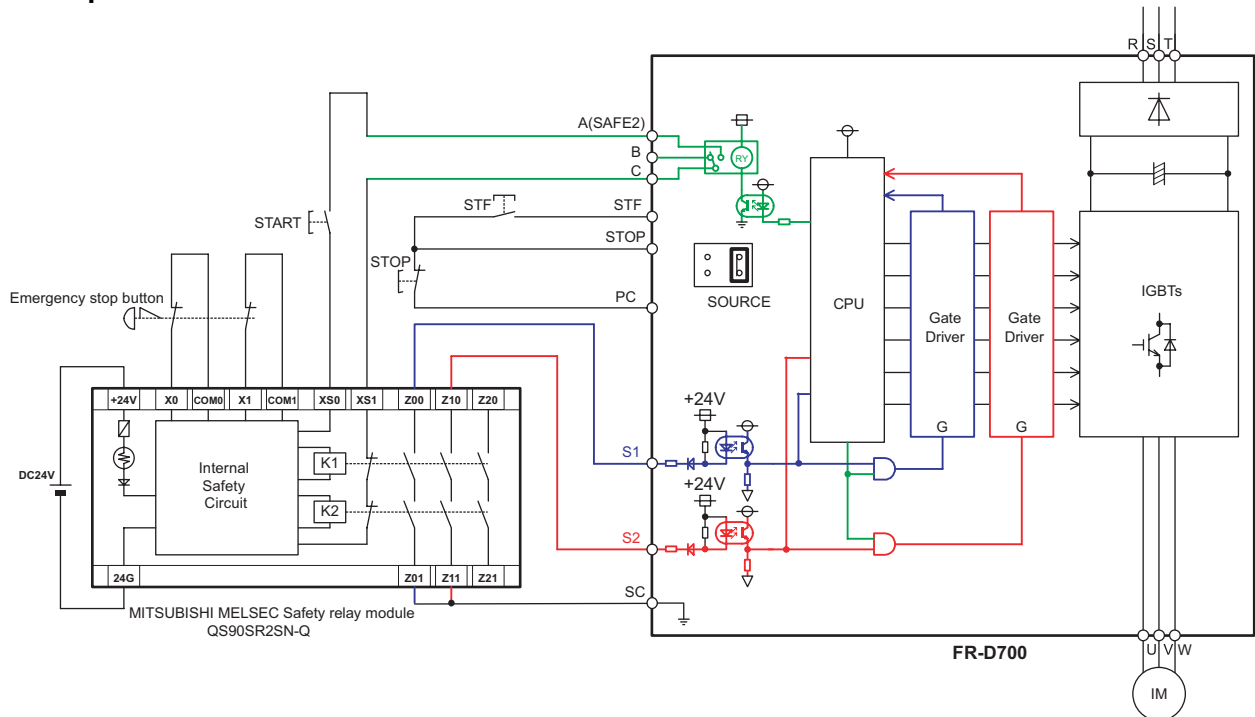 R S T
A(SAFE2)
B
RY
C
STF
STF
START
STOP
STOP
SOURCE
CPU
Gate
Driver
Gate
Driver
IGBTs
Emergency stop button
PC
+24V
X0
COM0
X1
COM1
XS0
XS1
Z00
Z10
Z20
+24V
G
G
S1
DC24V
Internal
Safety
Circuit
K1
K2
+24V
S2
24G
Z01
Z11
Z21
SC
MITSUBISHI MELSEC Safety relay module
QS90SR2SN-Q
FR-D700
U V W
IM